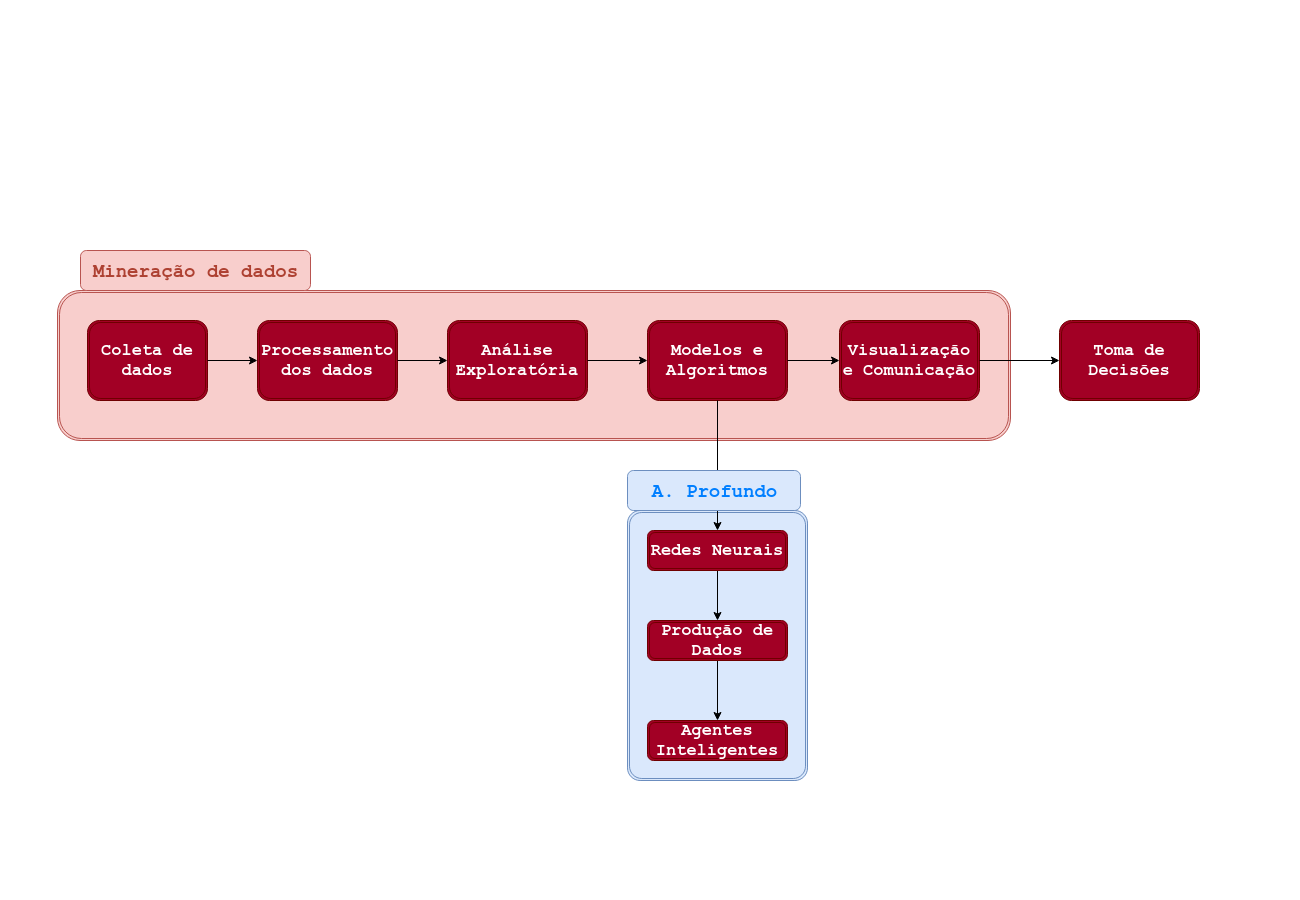 Mineração de dados
Coleta de
dados
Processamento
dos dados
Análise
Exploratória
Modelos e
Algoritmos
Visualização
e Comunicação
Toma de
Decisões
A. Profundo
Redes Neurais
Produção de
Dados
Agentes
Inteligentes